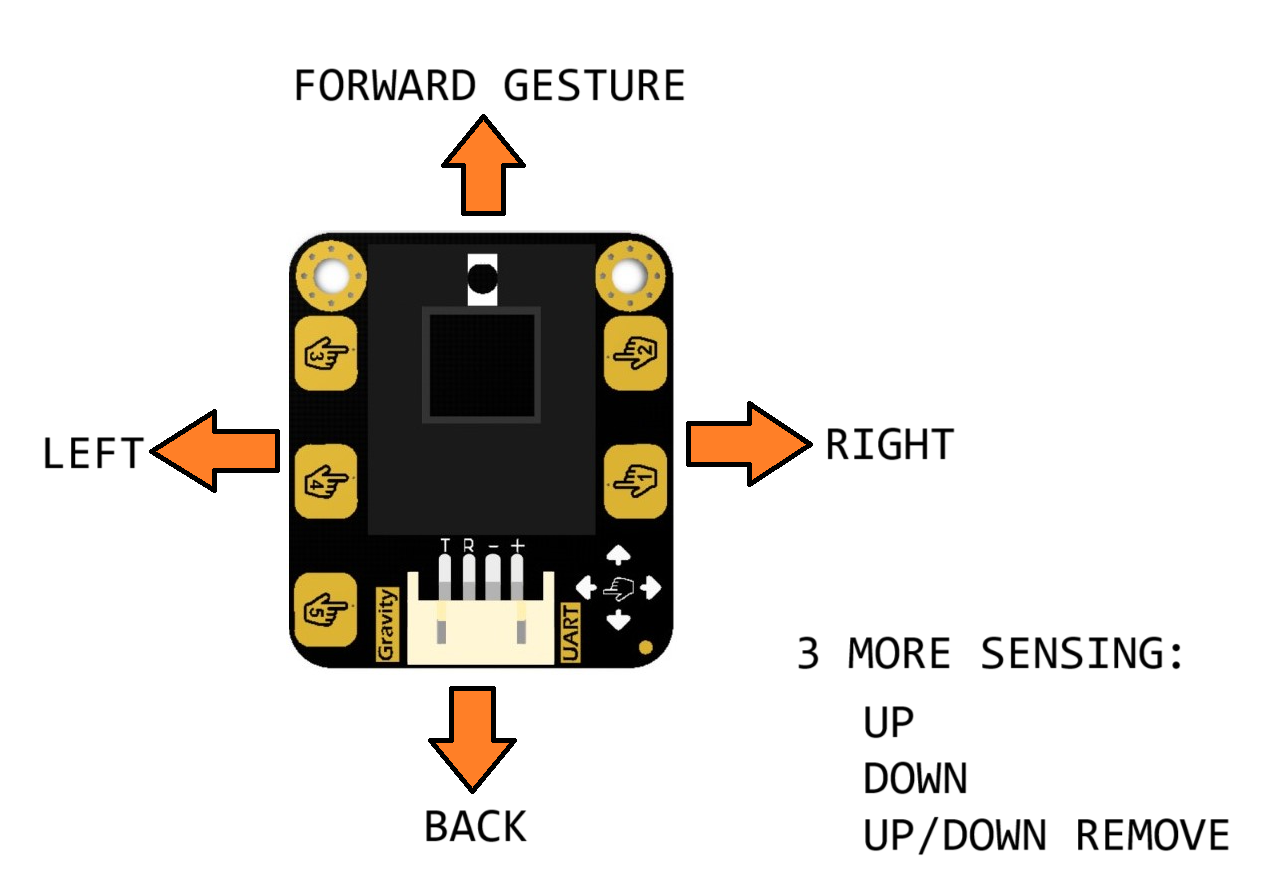 FORWARD GESTURE
3
2
LEFT
RIGHT
4
1
T R - +
5
Gravity
UART
3 MORE SENSING:
UP
DOWN
UP/DOWN REMOVE
BACK